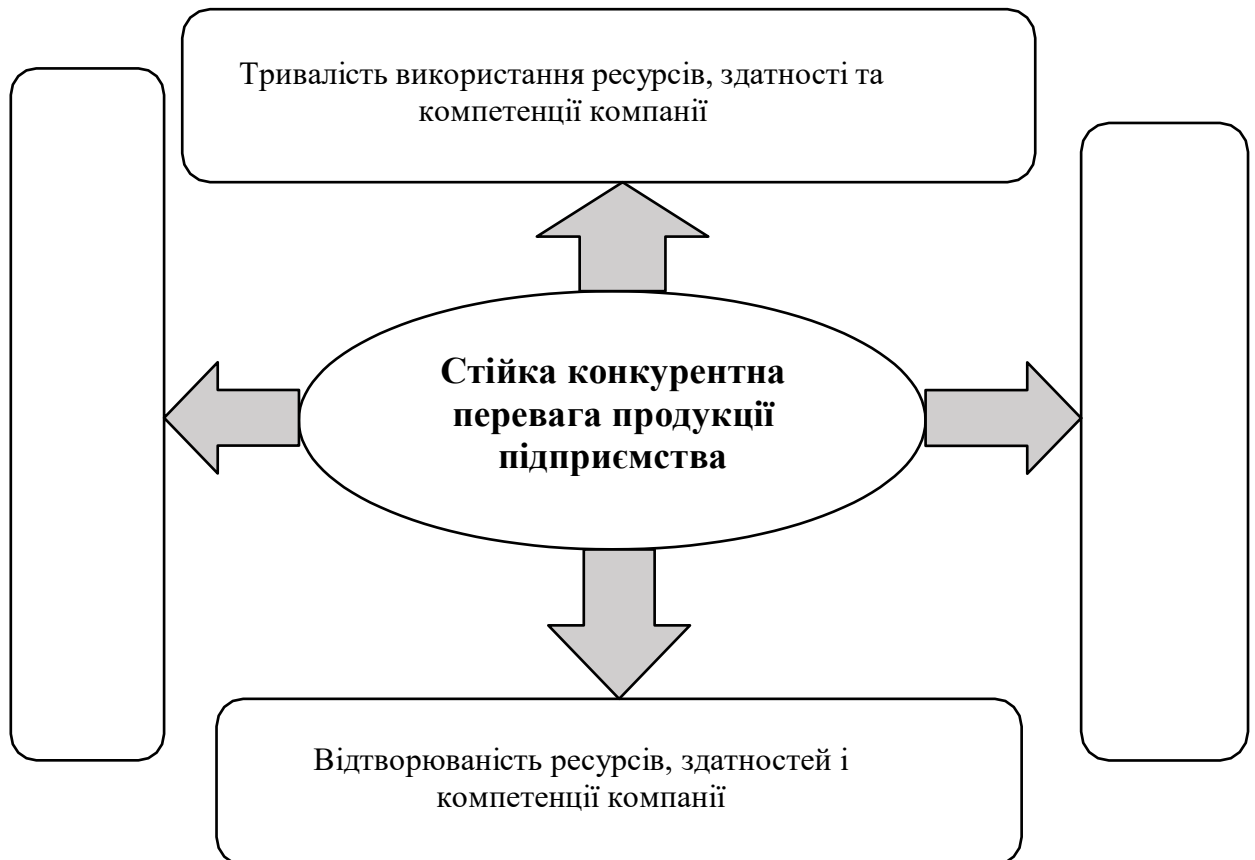 Тривалість використання ресурсів, здатності та
компетенції компанії
Стійка конкурентна
перевага продукції
підприємства
Відтворюваність ресурсів, здатностей і
компетенції компанії